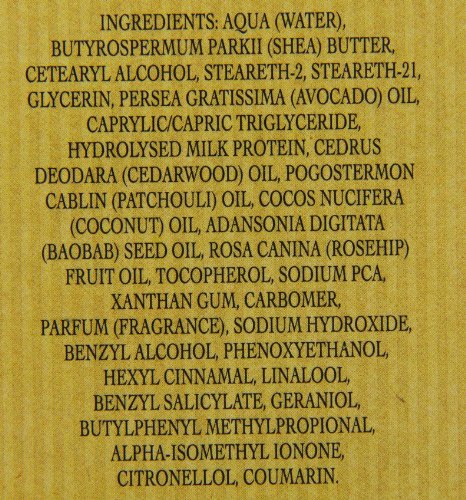 INGREDIENTS: AQUA (WATER),
BUTYROSPERMUM PARKII (SHEA) BUTTER,
CETEARYL ALCOHOL, STEARETH-2, STEARETH-21,
GLYCERIN, PERSEA GRATISSIMA (AVOCADO) OIL,
CAPRYLIC/CAPRIC TRIGLYCERIDE,
HYDROLYSED MILK PROTEIN, CEDRUS
DEODARA (CEDARWOOD) OIL, POGOSTERMON
CABLIN (PATCHOULI) OIL, COCOS NUCIFERA
(COCONUT) OIL, ADANSONIA DIGITATA
(BAOBAB) SEED OIL, ROSA CANINA (ROSEHIP)
FRUIT OIL, TOCOPHEROL, SODIUM PCA,
XANTHAN GUM, CARBOMER,
PARFUM (FRAGRANCE), SODIUM HYDROXIDE,
BENZYL ALCOHOL, PHENOXYETHANOL,
HEXYL CINNAMAL, LINALOOL,
BENZYL SALICYLATE, GERANIOL,
BUTYLPHENYL METHYLPROPIONAL,
ALPHA-ISOMETHYL IONONE,
CITRONELLOL, COUMARIN.